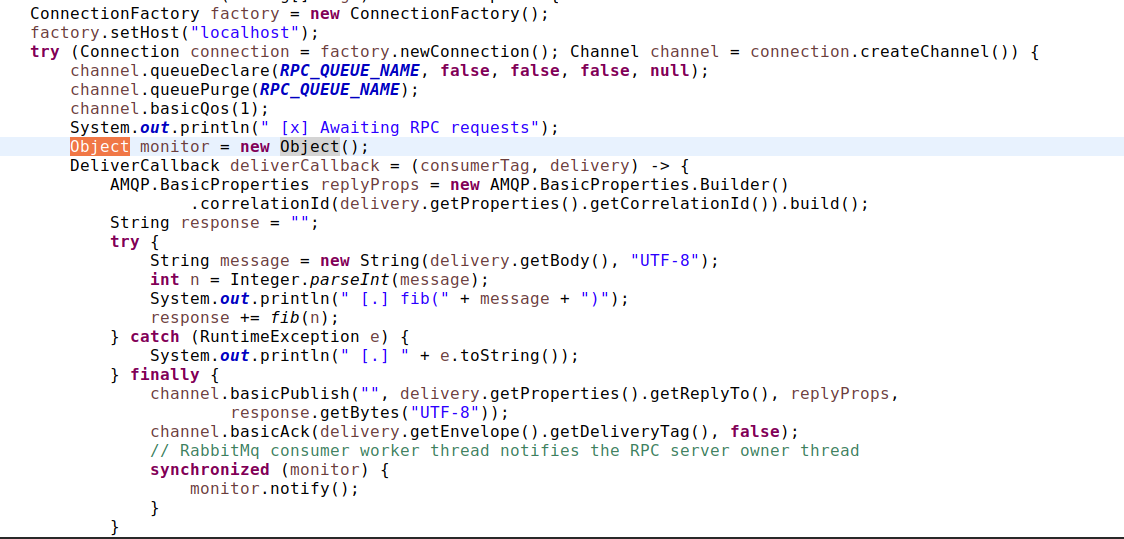 ConnectionFactory factory = new ConnectionFactory();
factory.setHost("localhost");
try (Connection connection = factory.newConnection(); Channel channel = connection.createChannel()) {
channel.queueDeclare(RPC_QUEUE_NAME, false, false, false, null);
channel.queuePurge(RPC_QUEUE_NAME);
channel.basicQos(1);
System.out.println(" [x] Awaiting RPC requests");
Object monitor = new Object();
DeliverCallback deliverCallback = (consumerTag, delivery) -> {
AMQP.BasicProperties replyProps = new AMQP.BasicProperties.Builder()
.correlationId(delivery.getProperties().getCorrelationId()).build();
String response = "";
try {
String message = new String(delivery.getBody(), "UTF-8");
int n = Integer.parseInt(message);
System.out.println(" [.] fib(" + message + ")");
response += fib(n);
} catch (RuntimeException e) {
System.out.println(" [.] " + e.toString());
} finally {
channel.basicPublish("", delivery.getProperties().getReplyTo(), replyProps,
response.getBytes("UTF-8"));
channel.basicAck(delivery.getEnvelope().getDeliveryTag(), false);
// RabbitMq consumer worker thread notifies the RPC server owner thread
synchronized (monitor) {
monitor.notify();
}
}